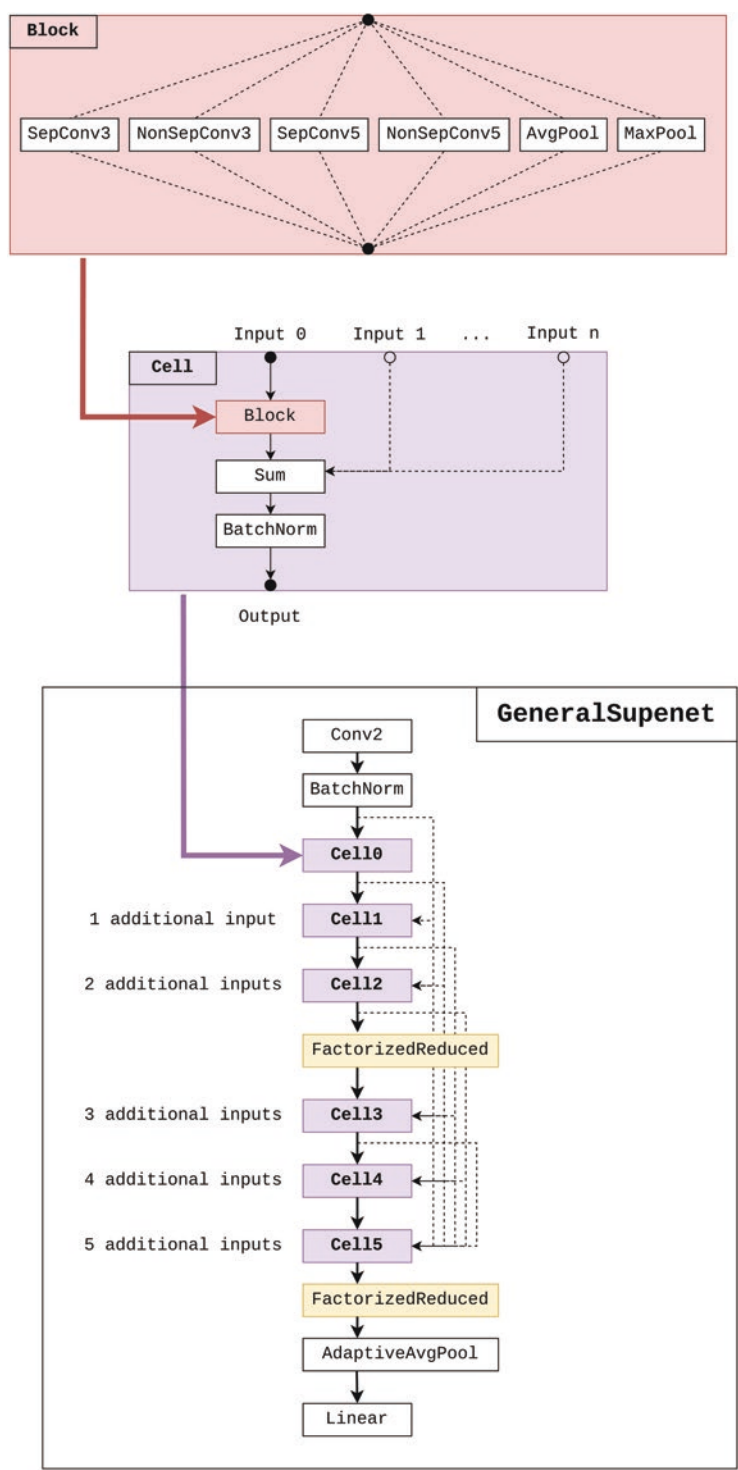 Block
SepConv3 NonSepConv3 SepConv5 NonSepConv5 AvgPool MaxPool
Input 0 Input 1 ... Input n
Cell
Block
Sum
BatchNorm
Output
GeneralSupenet
Conv2
BatchNorm
Cell0
1 additional input Cell1
2 additional inputs Cell2
FactorizedReduced
3 additional inputs Cell3
4 additional inputs Cell4
5 additional inputs Cell5
FactorizedReduced
AdaptiveAvgPool
Linear